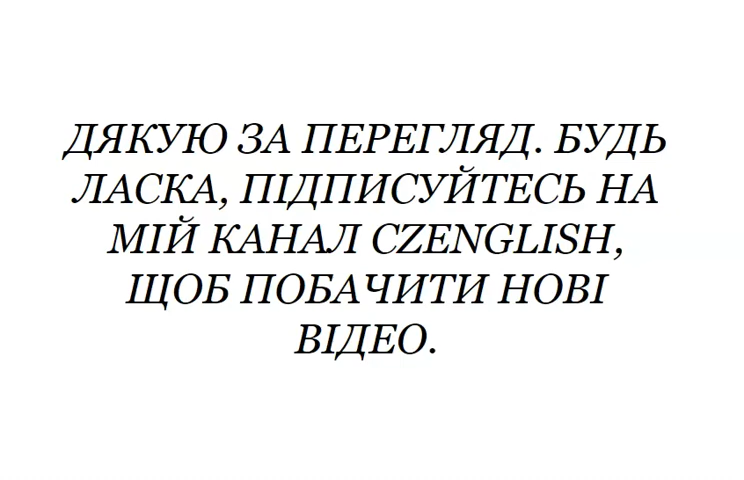 ДЯКУЮ ЗА ПЕРЕГЛЯД. БУДЬ
ЛАСКА, ПІДПИСУЙТЕСЬ НА
МІЙ КАНАЛ CZENGLISH,
ЩОБ ПОБАЧИТИ НОВІ
ВІДЕО.